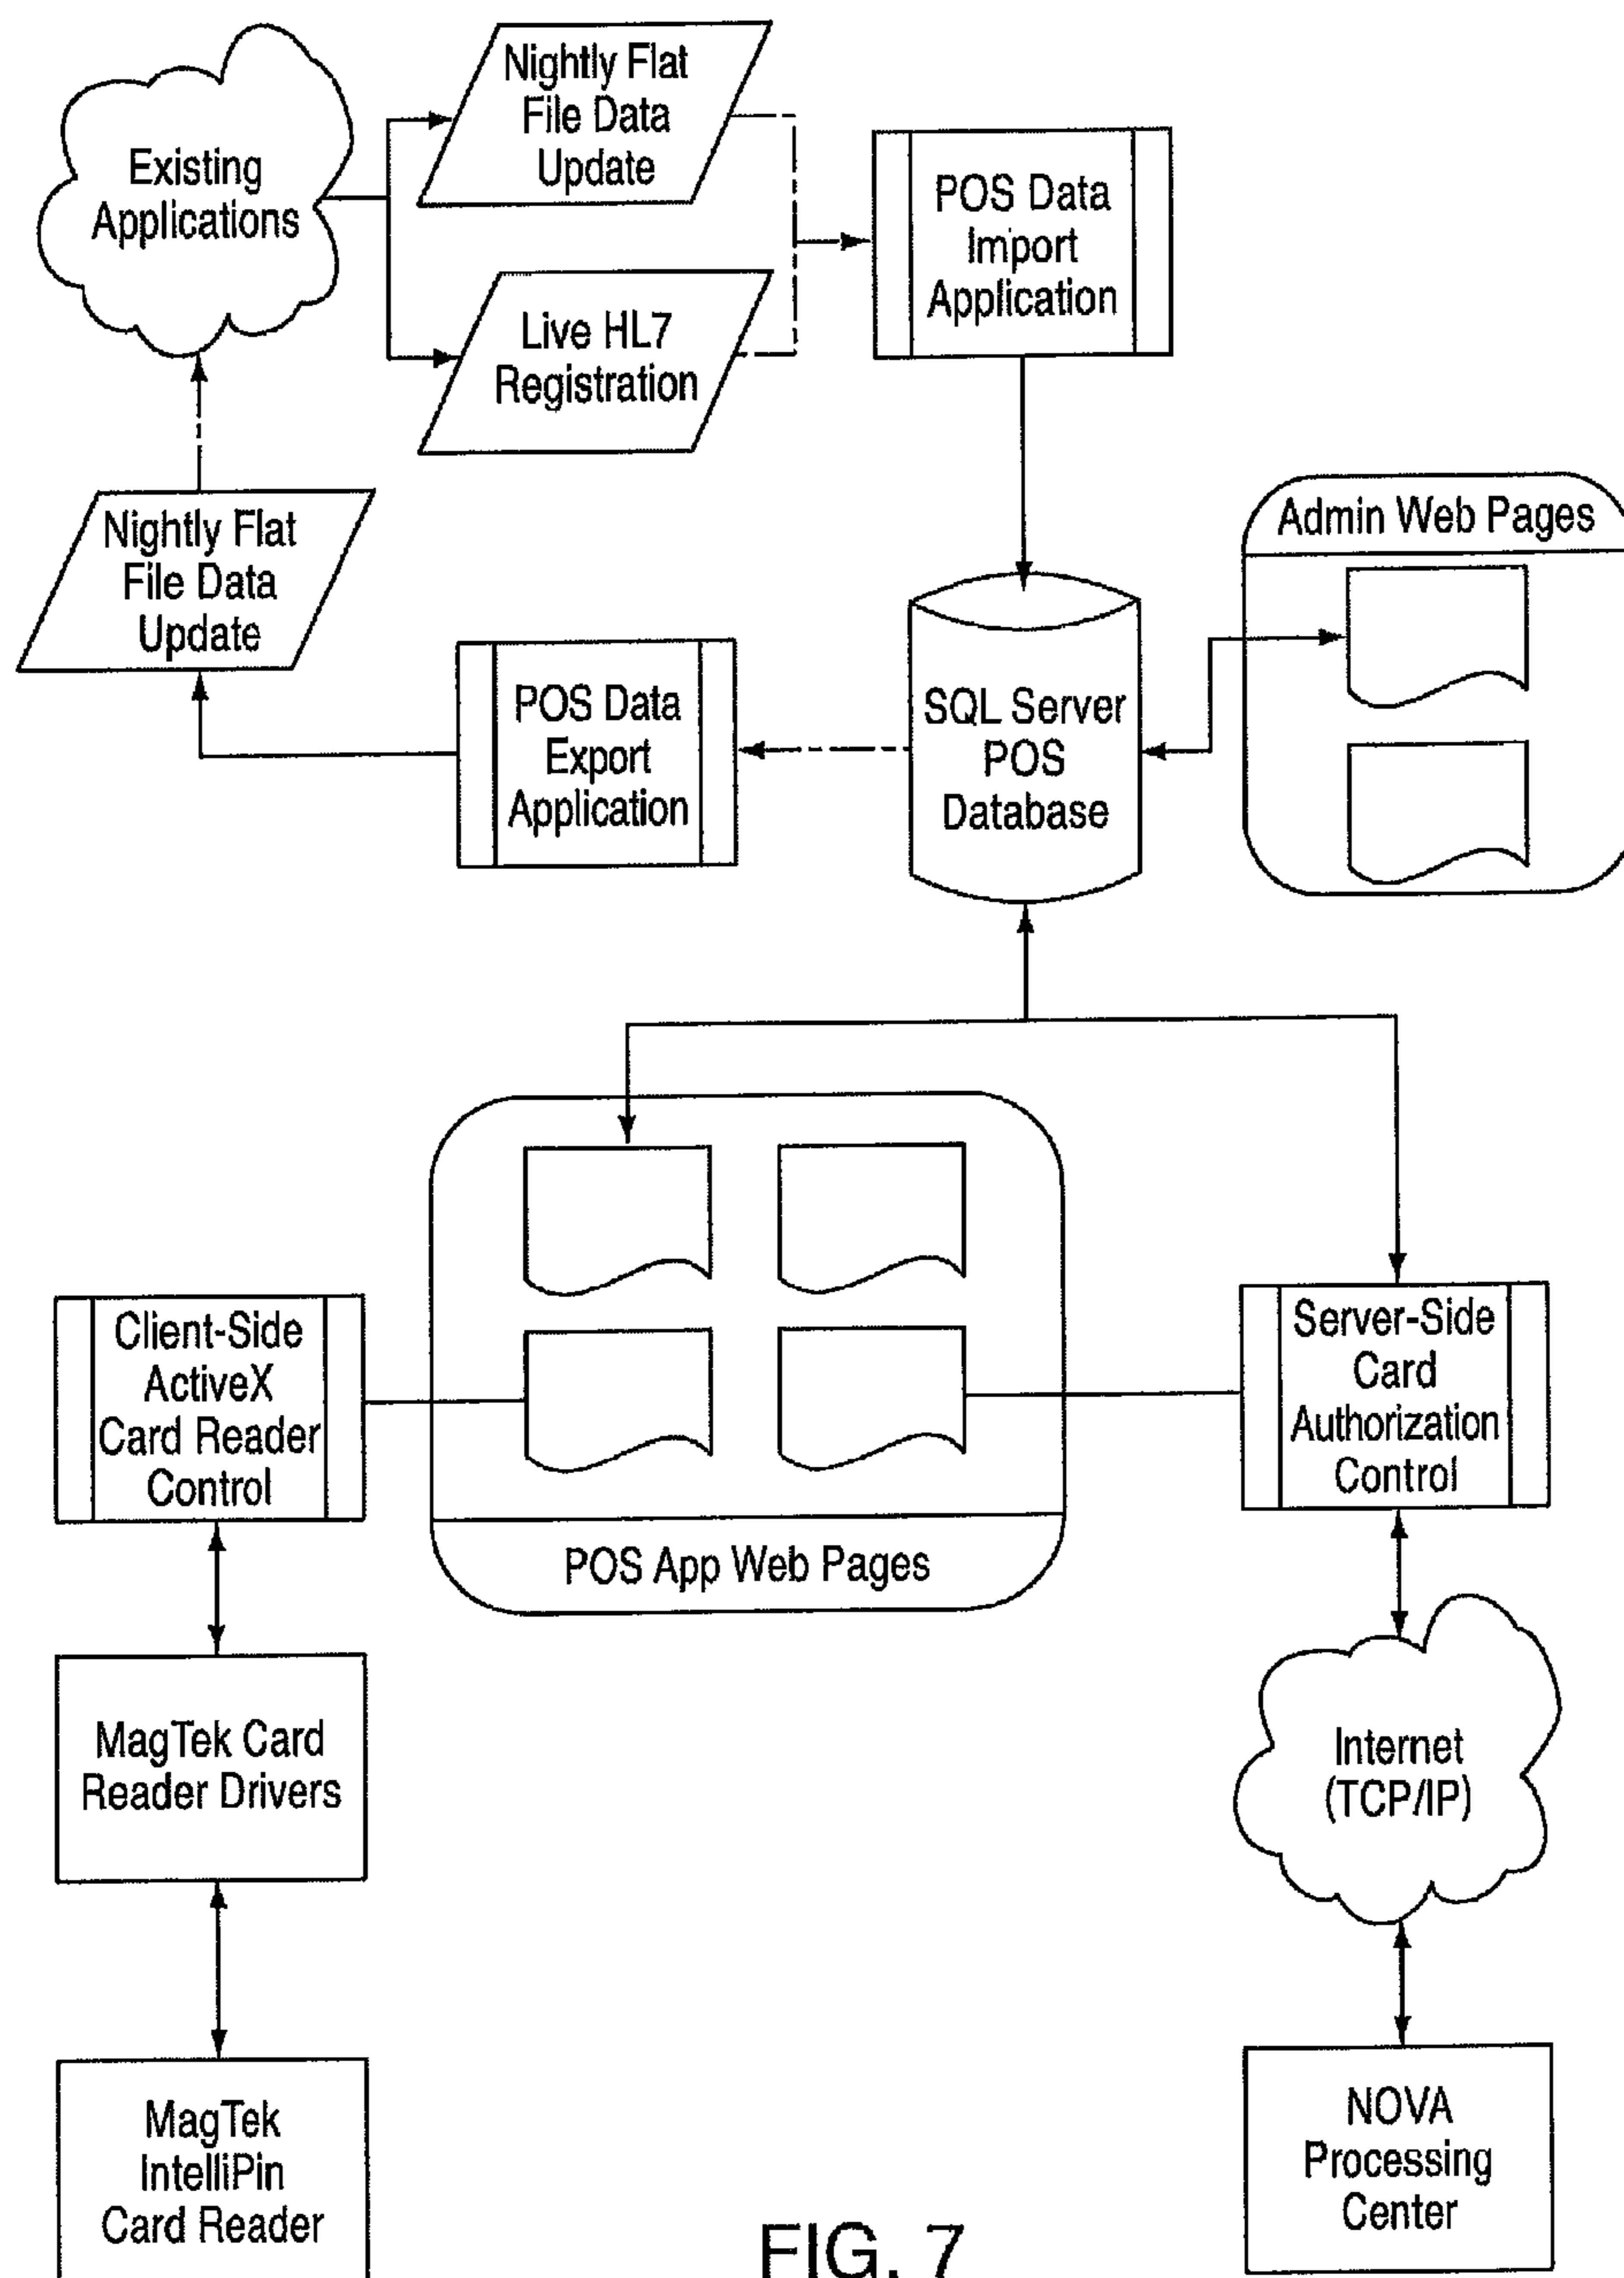 Nightly Flat
File Data
Update
Existing
Applications
POS Data
Import
Application
Live HL7
Registration
Nightly Flat
File Data
Update
Admin Web Pages
POS Data
Export
Application
SQL Server
POS
Database
Client-Side
ActiveX
Card Reader
Control
Server-Side
Card
Authorization
Control
POS App Web Pages
MagTek Card
Reader Drivers
Internet
(TCP/IP)
MagTek
IntelliPin
Card Reader
NOVA
Processing
Center
FIG. 7